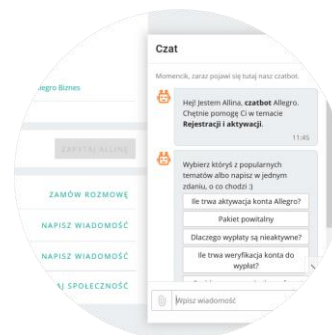 Czat
Momencik, zaraz pojawi się tutaj nasz czatbot.
Biznes
Hej! Jestem Allina, czatbot Allegro.
Chętnie pomogę Ci w temacie
Rejestracji i aktywacji.
11:45
ZAPYTAJ ALLINĘ
Wybierz któryś z popularnych
tematów albo napisz w jednym
zdaniu, o co chodzi :)
ZAMÓW ROZMOWĘ
Ile trwa aktywacja konta Allegro?
Pakiet powitalny
NAPISZ WIADOMOŚĆ
Dlaczego wypłaty są nieaktywne?
NAPISZ WIADOMOŚĆ
Ile trwa weryfikacja konta do
wypłat?
SPOŁECZNOŚĆ
Wpisz wiadomość